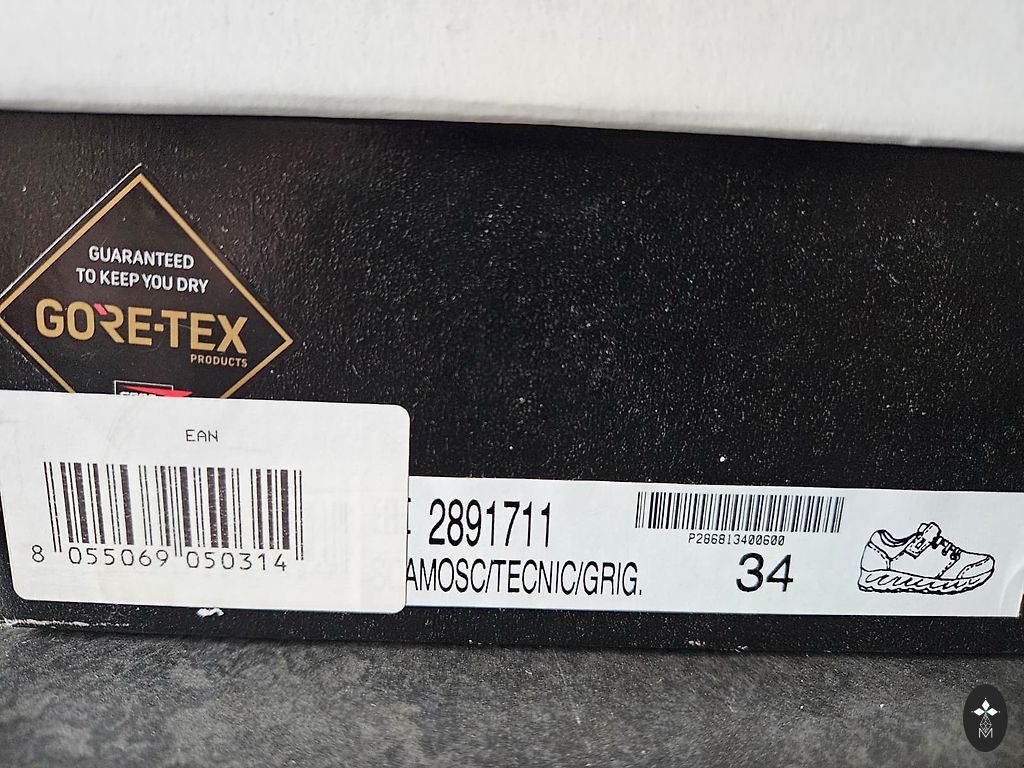 GUARANTEED
TO KEEP YOU DRY
GORE-TEX
PRODUCTS
EAN
8 055069 050314
2891711
AMOSC/TECNIC/GRIG.
P286813400600
34
M